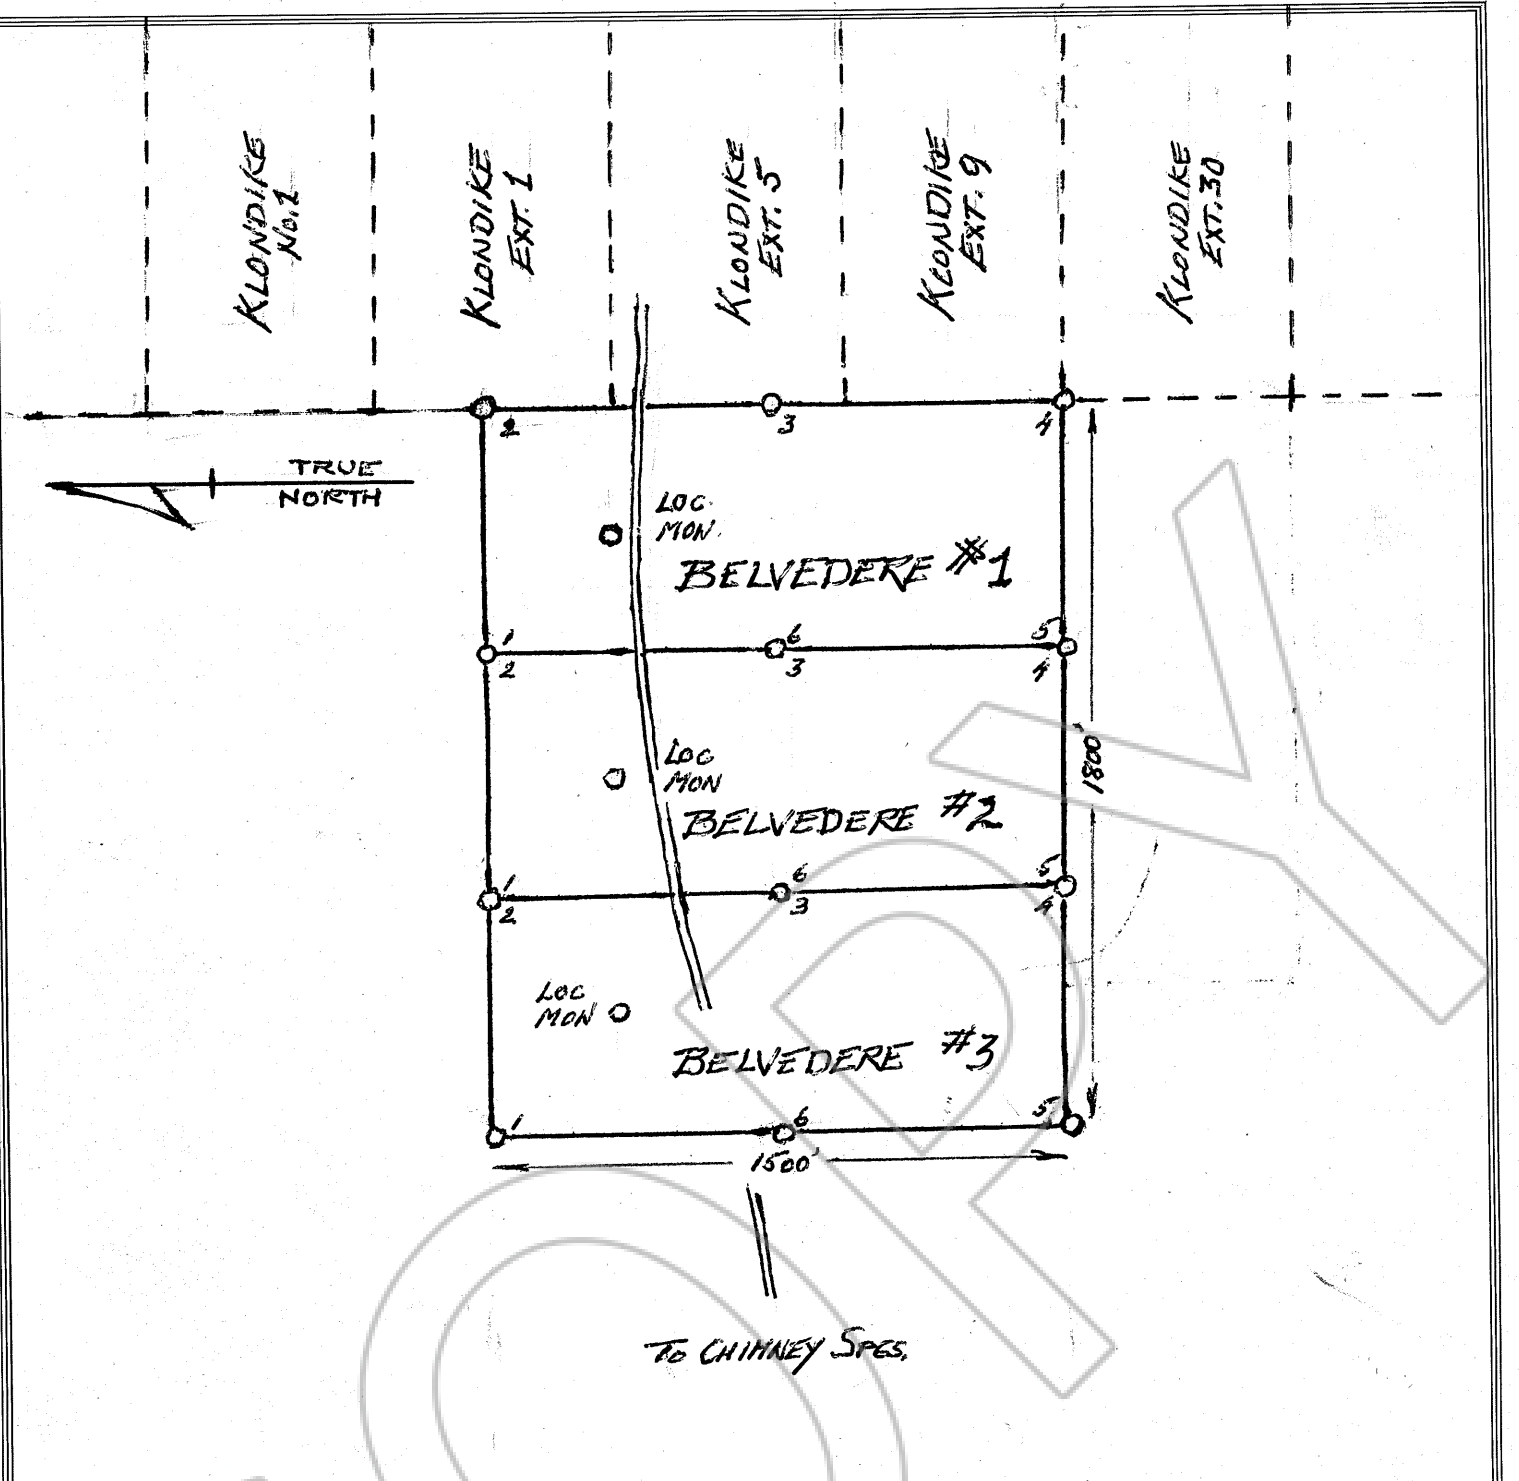 KLONDIKE
No. 1
KLONDIKE
EXT. 1
KLONDIKE
EXT. 5
KLONDIKE
EXT. 9
KLONDIKE
EXT. 30
2
3
4
TRUE
NORTH
LOC.
MON.
BELVEDERE #1
1
6
5
2
3
4
1800'
LOC
MON
BELVEDERE #2
1
6
5
2
3
4
LOC
MON
BELVEDERE #3
1
6
5
1500'
TO CHIMNEY SPGS.
COPY